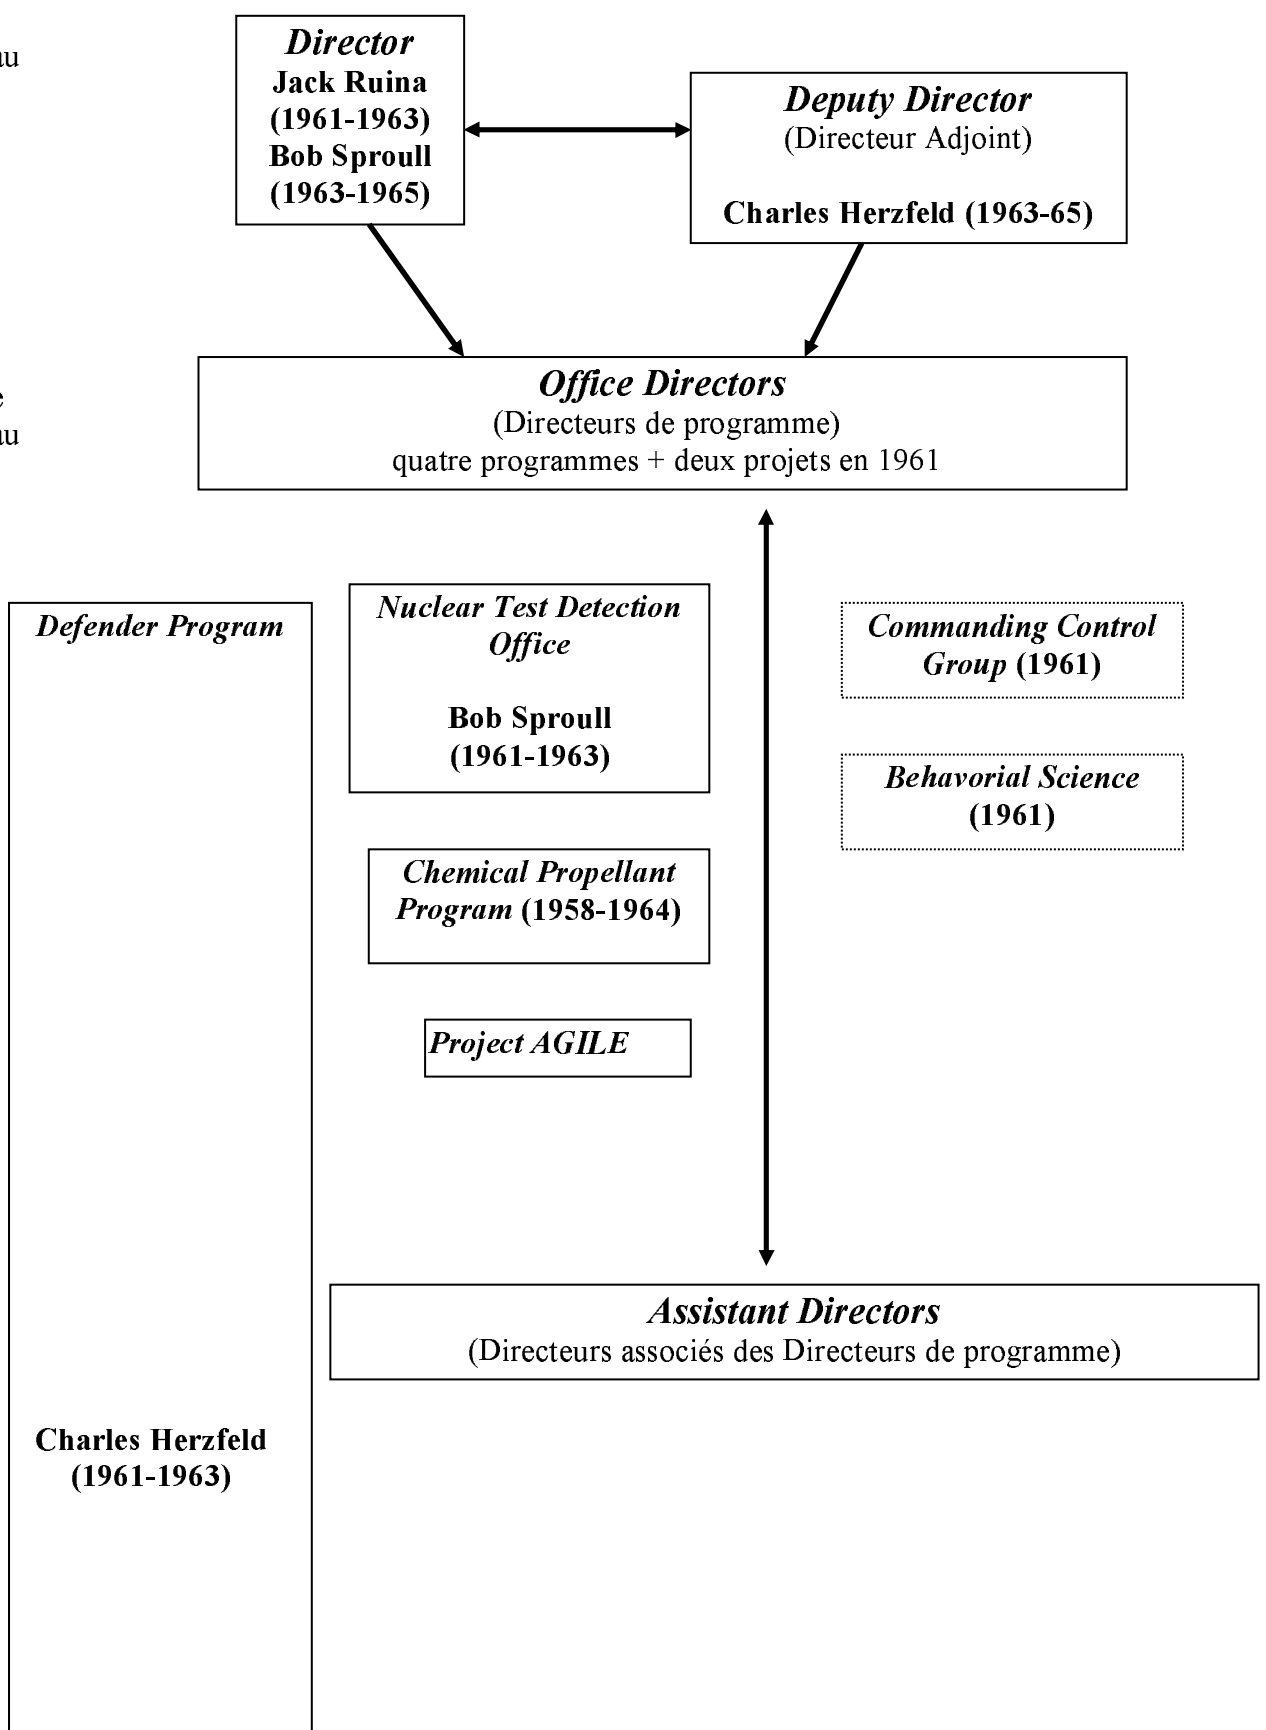 au
Director
Jack Ruina
(1961-1963)
Bob Sproull
(1963-1965)
Deputy Director
(Directeur Adjoint)
Charles Herzfeld (1963-65)
e
au
Office Directors
(Directeurs de programme)
quatre programmes + deux projets en 1961
Defender Program
Nuclear Test Detection
Office
Bob Sproull
(1961-1963)
Commanding Control
Group (1961)
Behavorial Science
(1961)
Chemical Propellant
Program (1958-1964)
Project AGILE
Assistant Directors
(Directeurs associés des Directeurs de programme)
Charles Herzfeld
(1961-1963)